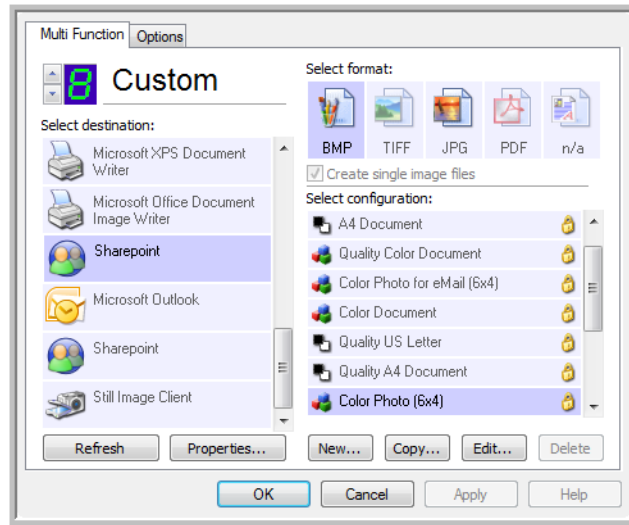 Multi Function
Options
8
Custom
Select destination:
Microsoft XPS Document
Writer
Microsoft Office Document
Image Writer
Sharepoint
Microsoft Outlook
Sharepoint
Still Image Client
Refresh
Properties...
Select format:
BMP
TIFF
JPG
PDF
n/a
Create single image files
Select configuration:
A4 Document
Quality Color Document
Color Photo for eMail (6x4)
Color Document
Quality US Letter
Quality A4 Document
Color Photo (6x4)
New...
Copy...
Edit...
Delete
OK
Cancel
Apply
Help